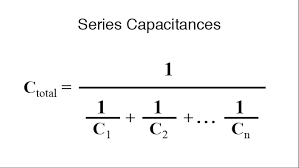 Series Capacitances
C_total = 1 / (1/C_1 + 1/C_2 + ... 1/C_n)